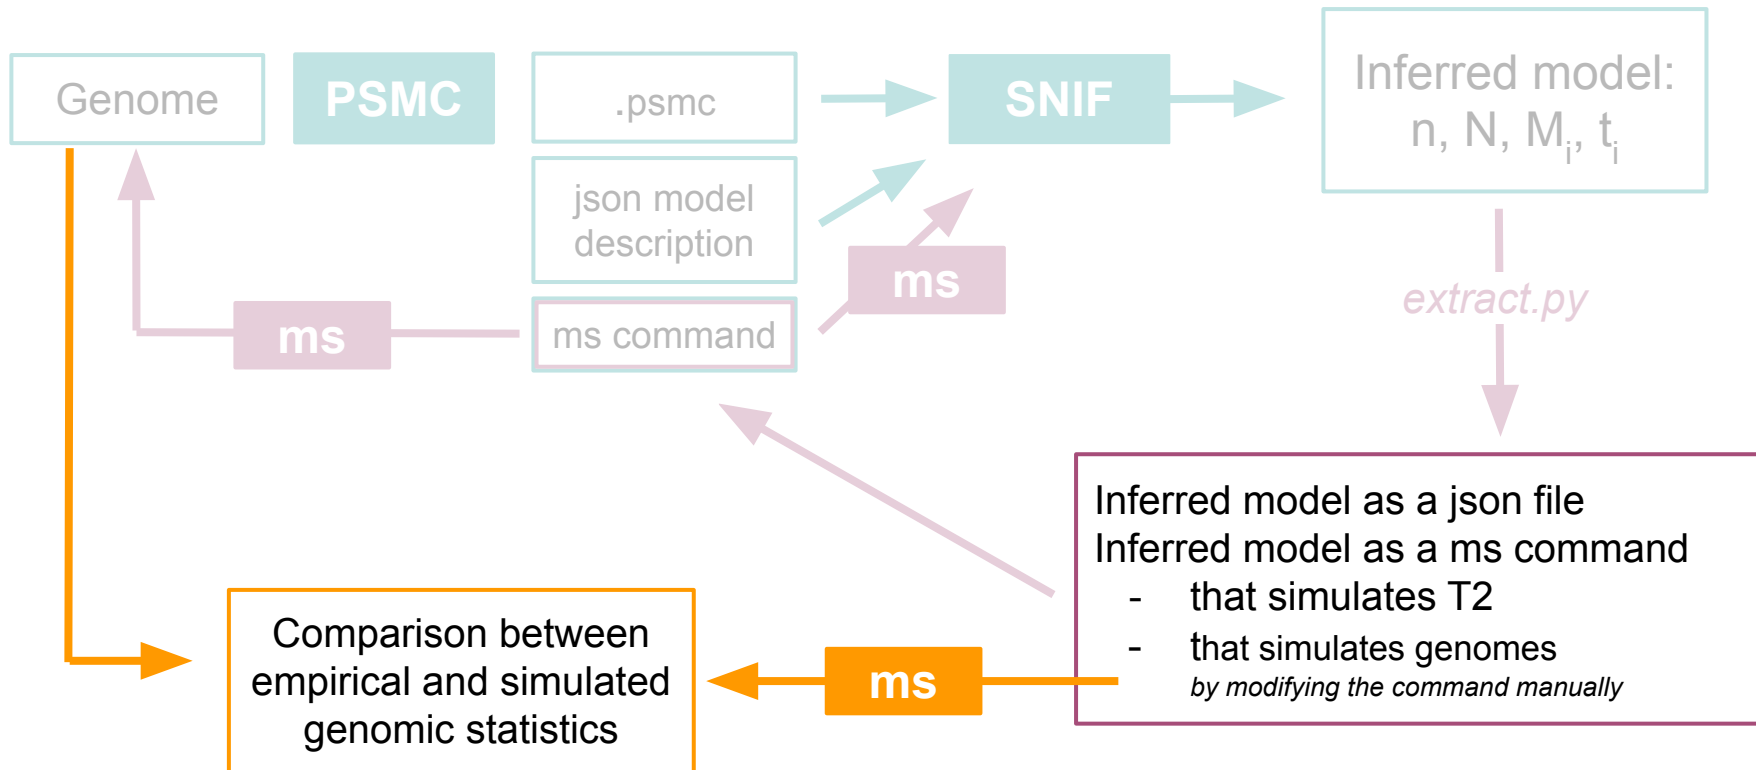 Genome
PSMC
.psmc
SNIF
Inferred model:
n, N, M_i, t_i
json model
description
ms
extract.py
ms
ms command
Inferred model as a json file
Inferred model as a ms command
- that simulates T2
- that simulates genomes
by modifying the command manually
Comparison between
empirical and simulated
genomic statistics
ms